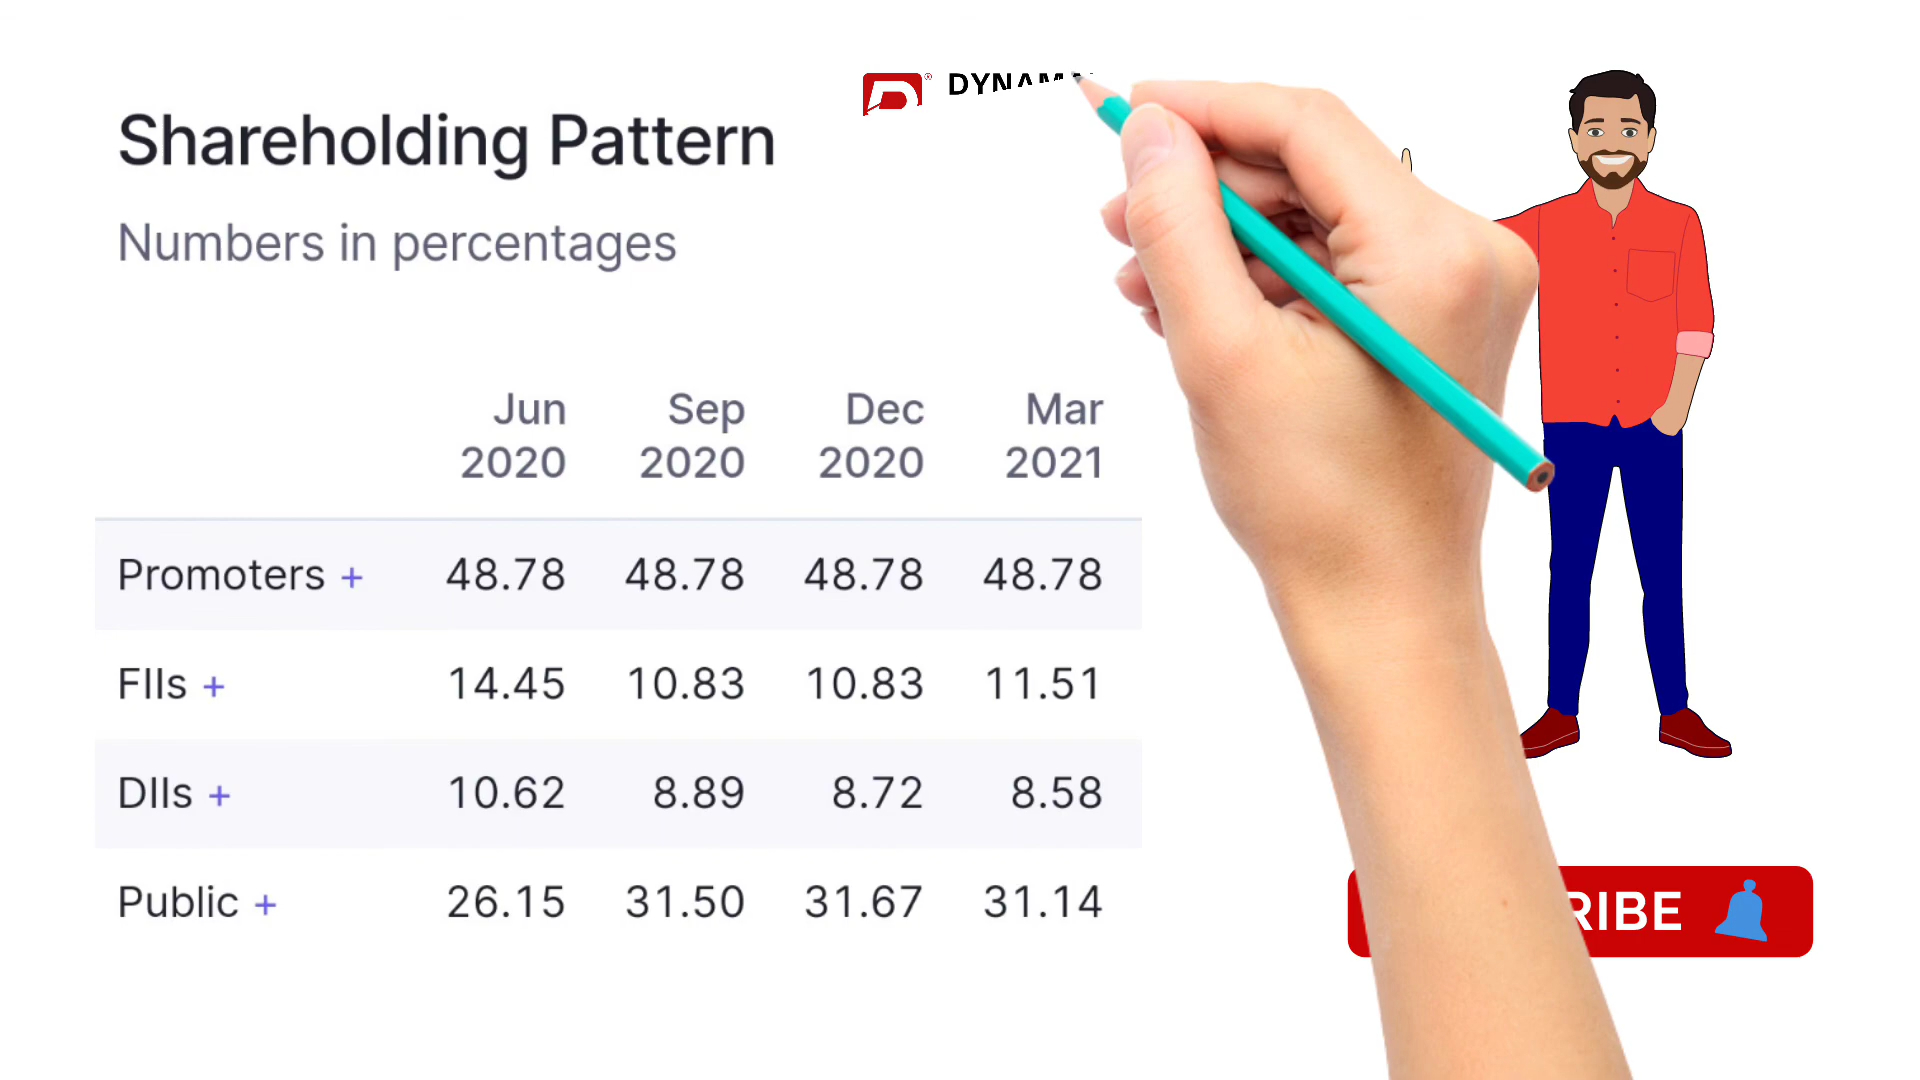 Shareholding Pattern
Numbers in percentages
Jun 2020 Sep 2020 Dec 2020 Mar 2021
Promoters + 48.78 48.78 48.78 48.78
FIIs + 14.45 10.83 10.83 11.51
DIIs + 10.62 8.89 8.72 8.58
Public + 26.15 31.50 31.67 31.14